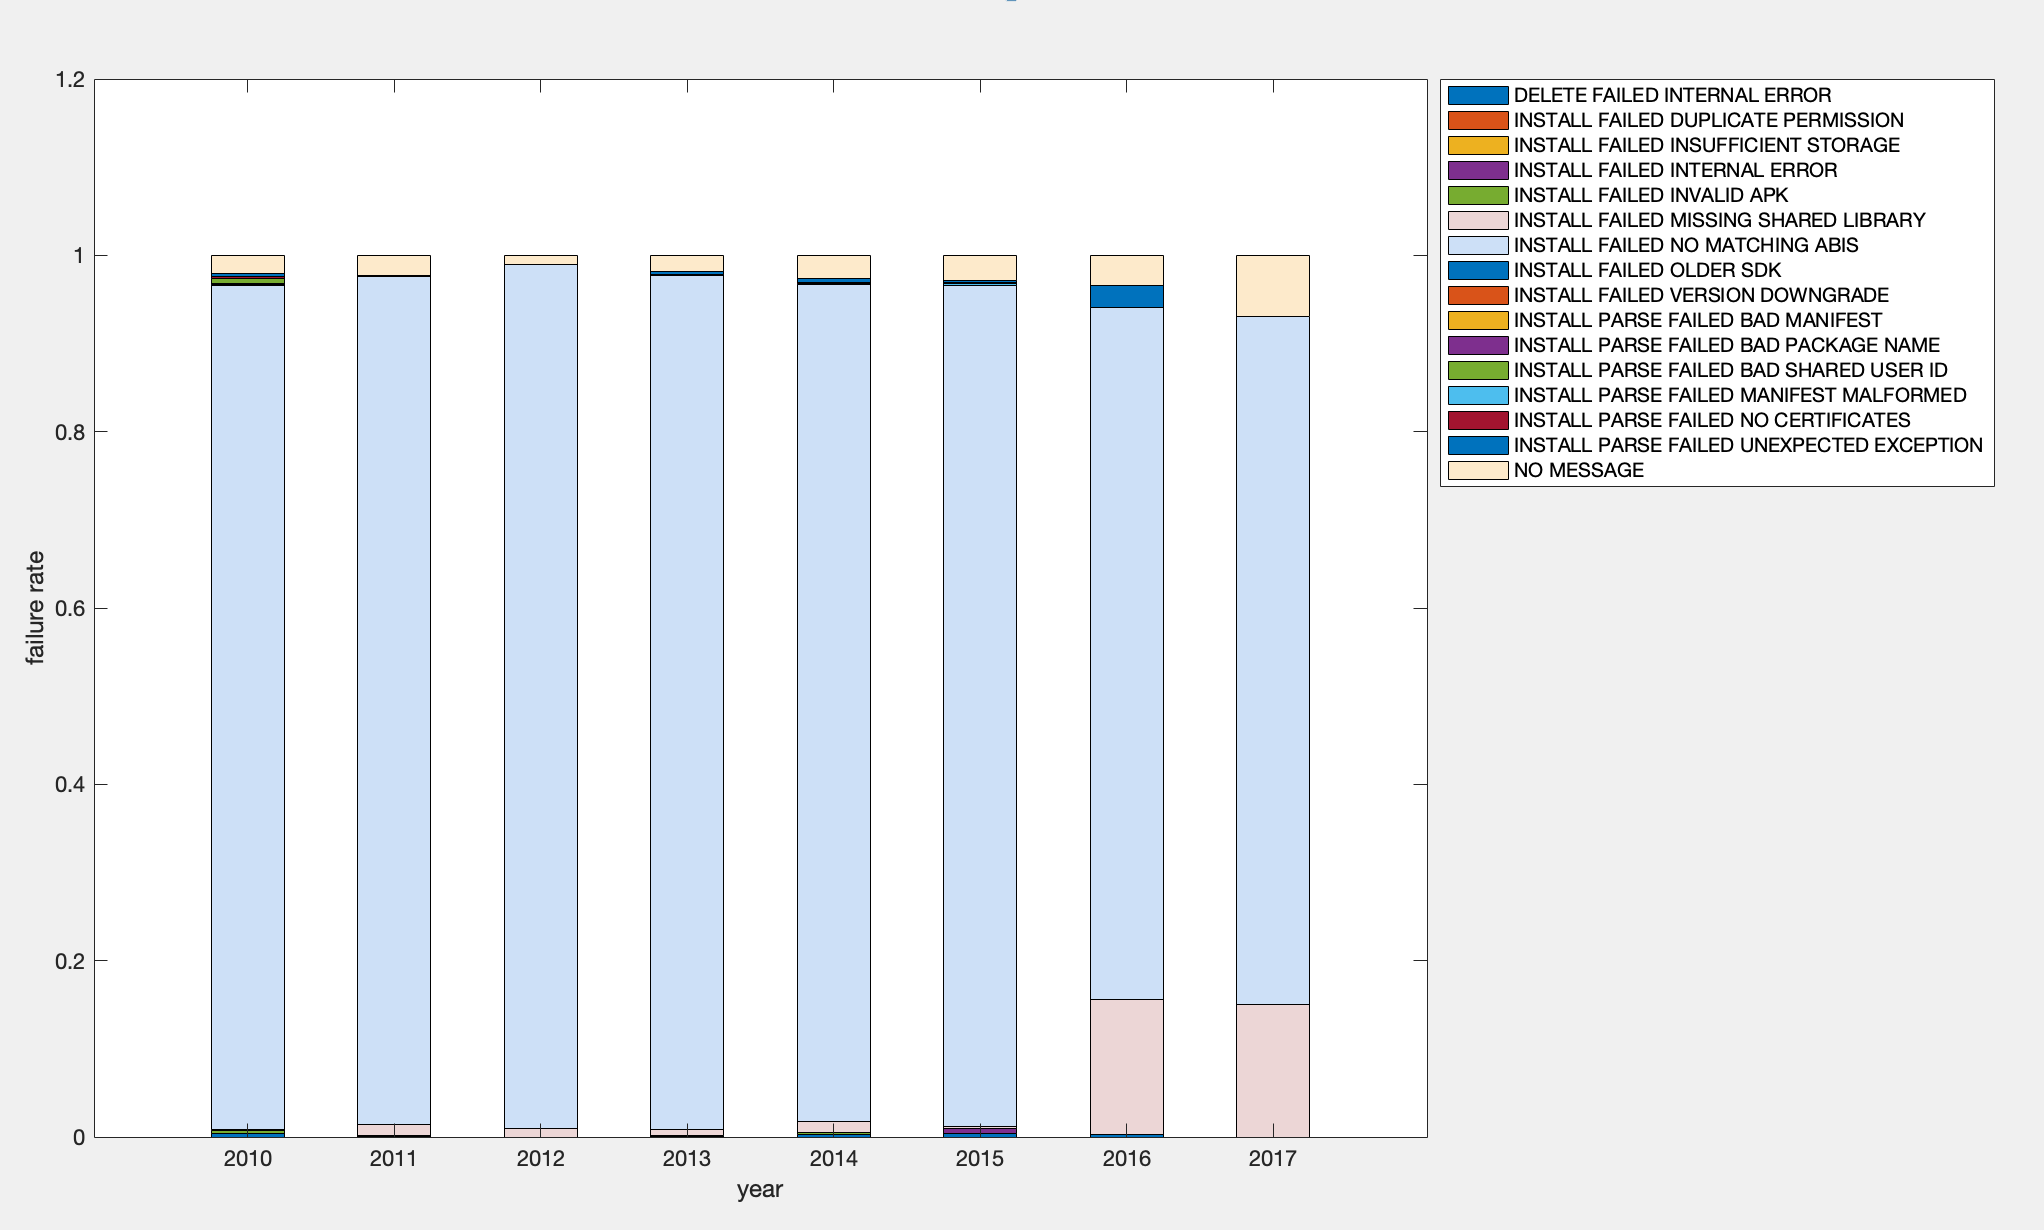 1.2
1
0.8
0.6
0.4
0.2
0
failure rate
2010 2011 2012 2013 2014 2015 2016 2017
year
DELETE FAILED INTERNAL ERROR
INSTALL FAILED DUPLICATE PERMISSION
INSTALL FAILED INSUFFICIENT STORAGE
INSTALL FAILED INTERNAL ERROR
INSTALL FAILED INVALID APK
INSTALL FAILED MISSING SHARED LIBRARY
INSTALL FAILED NO MATCHING ABIS
INSTALL FAILED OLDER SDK
INSTALL FAILED VERSION DOWNGRADE
INSTALL PARSE FAILED BAD MANIFEST
INSTALL PARSE FAILED BAD PACKAGE NAME
INSTALL PARSE FAILED BAD SHARED USER ID
INSTALL PARSE FAILED MANIFEST MALFORMED
INSTALL PARSE FAILED NO CERTIFICATES
INSTALL PARSE FAILED UNEXPECTED EXCEPTION
NO MESSAGE